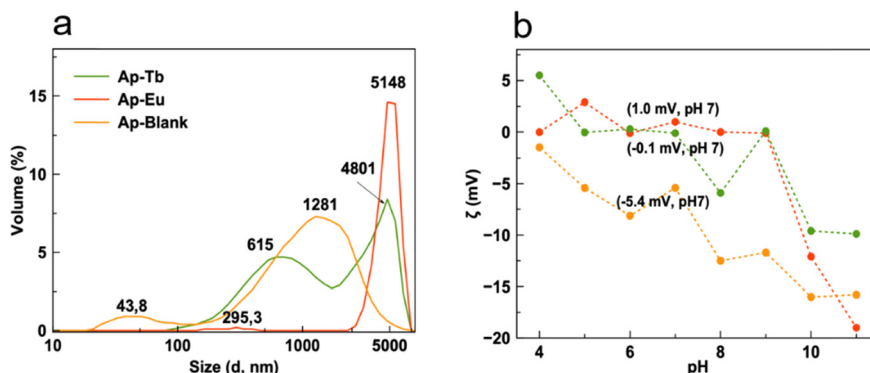 a
15
10
5
0
Volume (%)
Ap-Tb
Ap-Eu
Ap-Blank
5148
4801
1281
615
43,8
295,3
10
100
1000
5000
Size (d, nm)
b
5
0
−5
−10
−15
−20
ζ (mV)
(1.0 mV, pH 7)
(-0.1 mV, pH 7)
(-5.4 mV, pH7)
4
6
8
10
pH